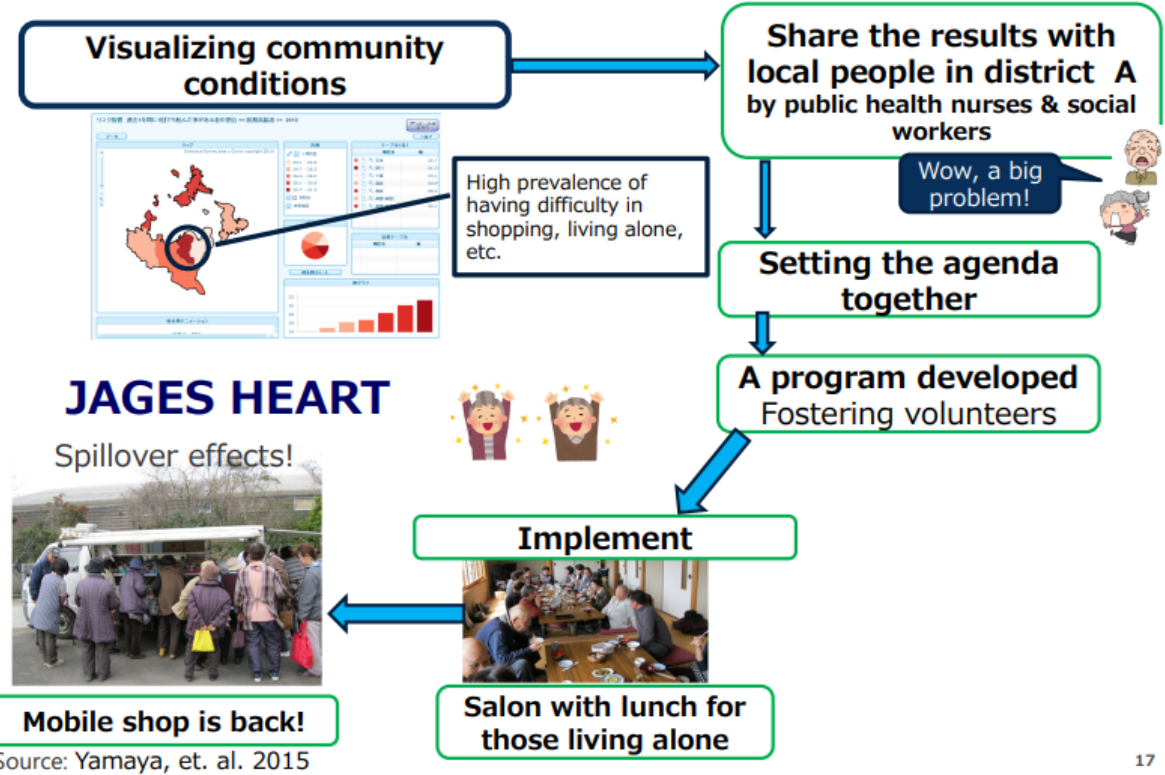 Visualizing community
conditions
Share the results with
local people in district A
by public health nurses & social
workers
Wow, a big
problem!
High prevalence of
having difficulty in
shopping, living alone,
etc.
Setting the agenda
together
A program developed
Fostering volunteers
JAGES HEART
Spillover effects!
Implement
Salon with lunch for
those living alone
Mobile shop is back!
Source: Yamaya, et. al. 2015
17